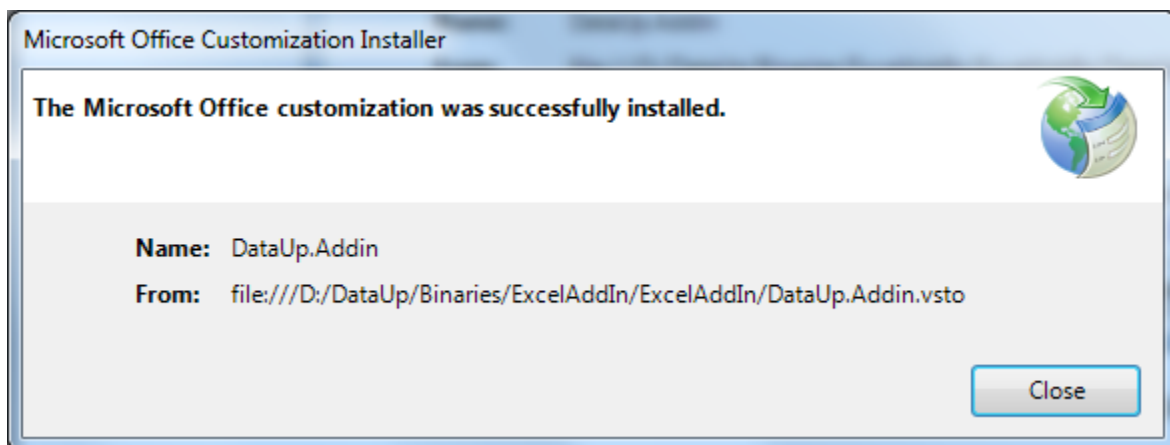 Microsoft Office Customization Installer
The Microsoft Office customization was successfully installed.
Name: DataUp.Addin
From: file:///D:/DataUp/Binaries/ExcelAddIn/ExcelAddIn/DataUp.Addin.vsto
Close